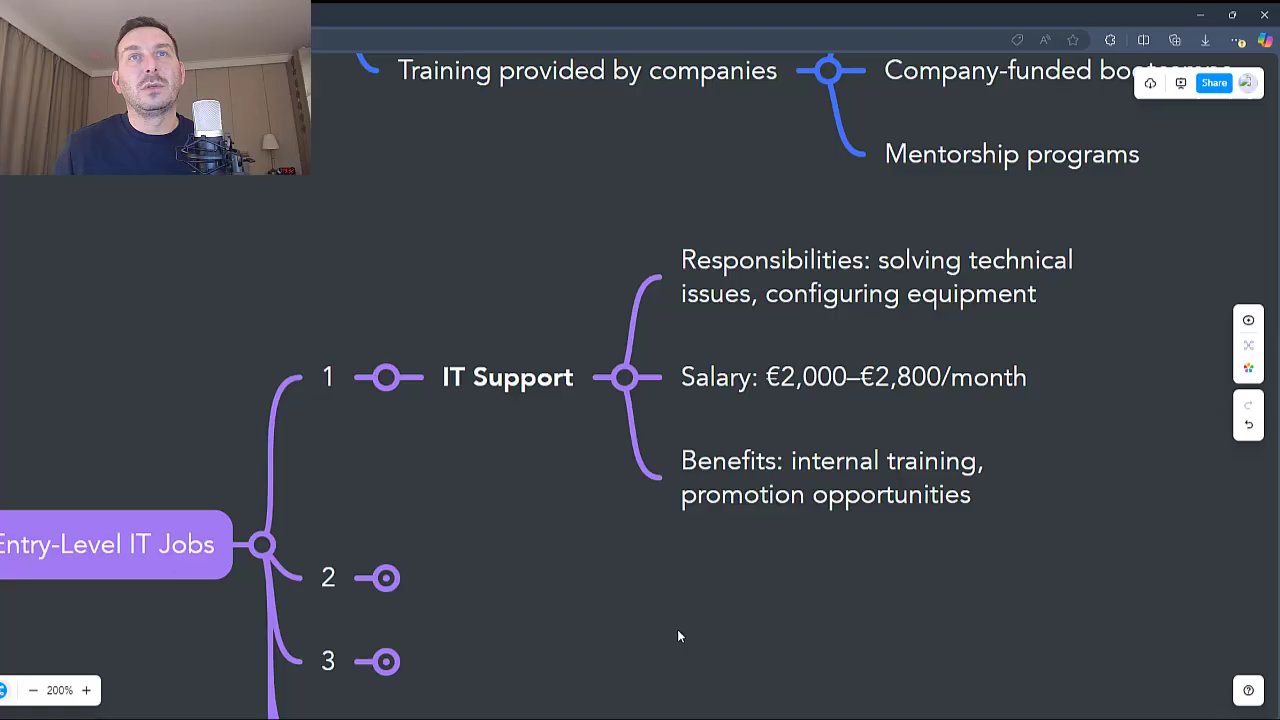 Training provided by companies
Company-funded
Share
Mentorship programs
Responsibilities: solving technical
issues, configuring equipment
1
IT Support
Salary: €2,000–€2,800/month
Benefits: internal training,
promotion opportunities
Entry-Level IT Jobs
2
3
200%